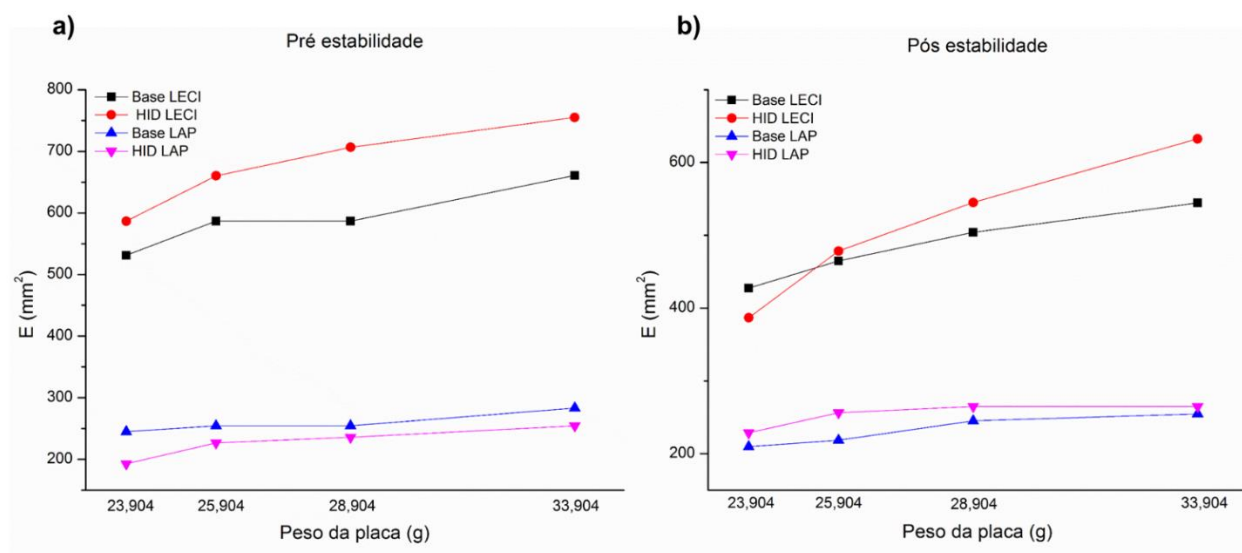 a)
Pré estabilidade
Base LECI
HID LECI
Base LAP
HID LAP
800
700
600
500
400
300
200
E (mm²)
23,904 25,904 28,904 33,904
Peso da placa (g)
b)
Pós estabilidade
Base LECI
HID LECI
Base LAP
HID LAP
600
400
200
E (mm²)
23,904 25,904 28,904 33,904
Peso da placa (g)